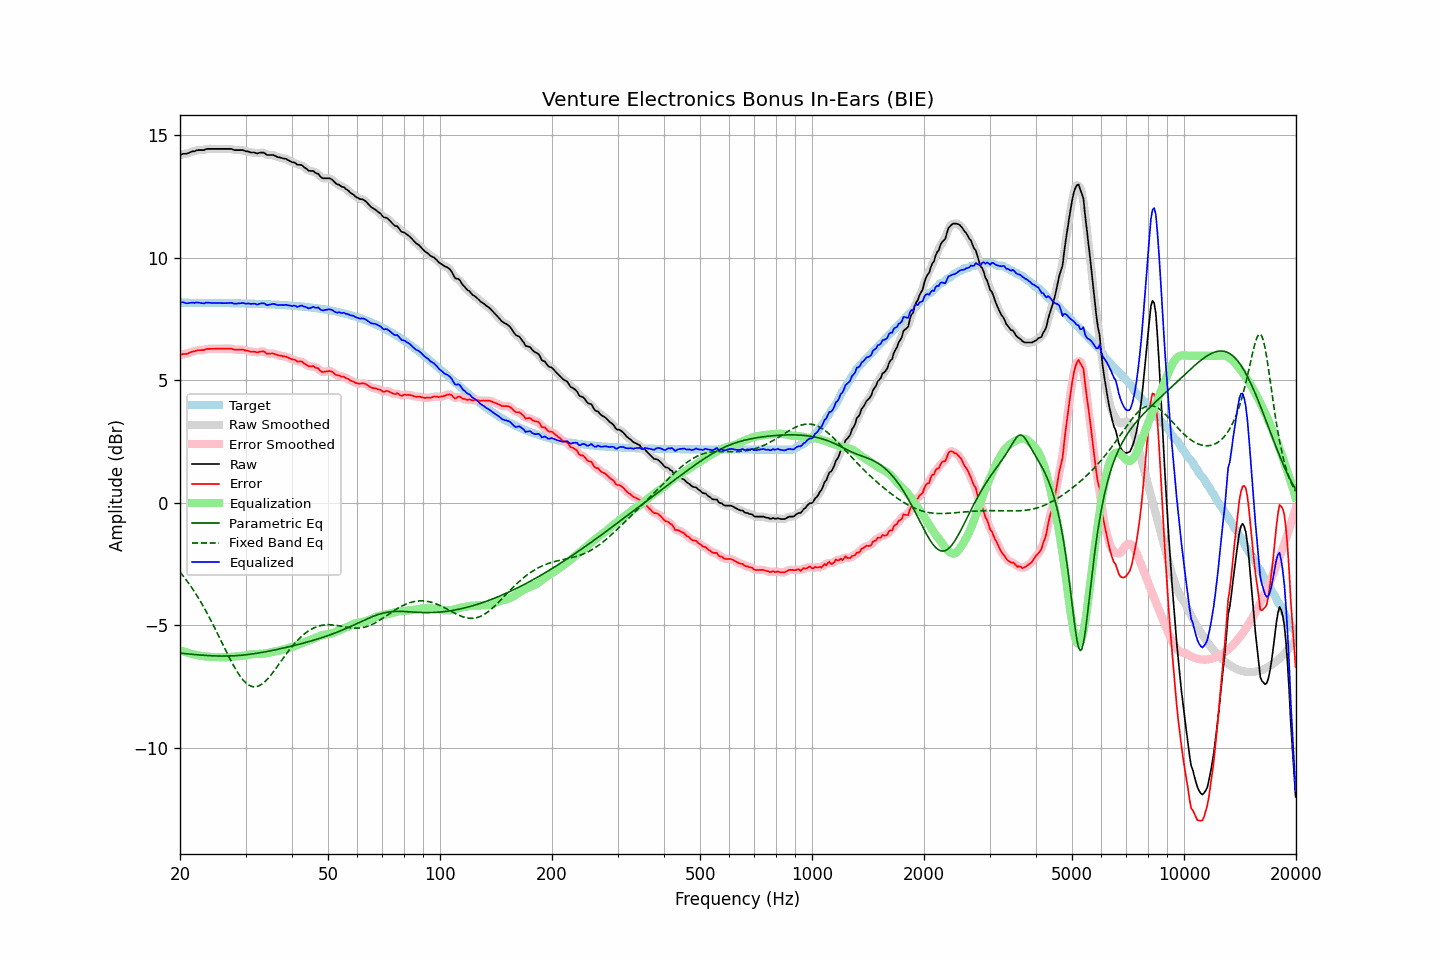 Venture Electronics Bonus In-Ears (BIE)
Amplitude (dBr)
15
10
5
0
−5
−10
Target
Raw Smoothed
Error Smoothed
Raw
Error
Equalization
Parametric Eq
Fixed Band Eq
Equalized
20 50 100 200 500 1000 2000 5000 10000 20000
Frequency (Hz)